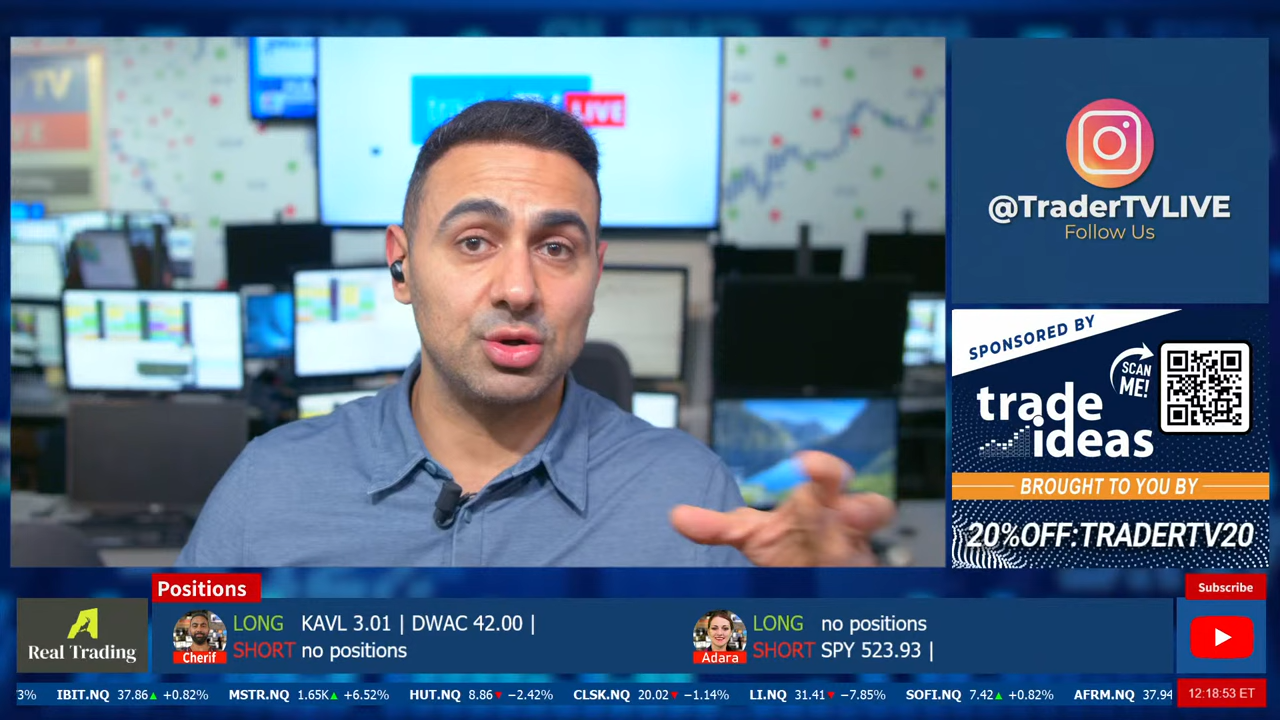 TV
LIVE
LIVE
@TraderTVLIVE
Follow Us
SPONSORED BY
SCAN
ME!
trade
ideas
BROUGHT TO YOU BY
20%OFF:TRADERTV20
Positions
Subscribe
Real Trading
Cherif
LONG KAVL 3.01 | DWAC 42.00 |
SHORT no positions
Adara
LONG no positions
SHORT SPY 523.93 |
3% IBIT.NQ 37.86▲ +0.82% MSTR.NQ 1.65K▲ +6.52% HUT.NQ 8.86▼ −2.42% CLSK.NQ 20.02▼ −1.14% LI.NQ 31.41▼ −7.85% SOFI.NQ 7.42▲ +0.82% AFRM.NQ 37.94
12:18:53 ET